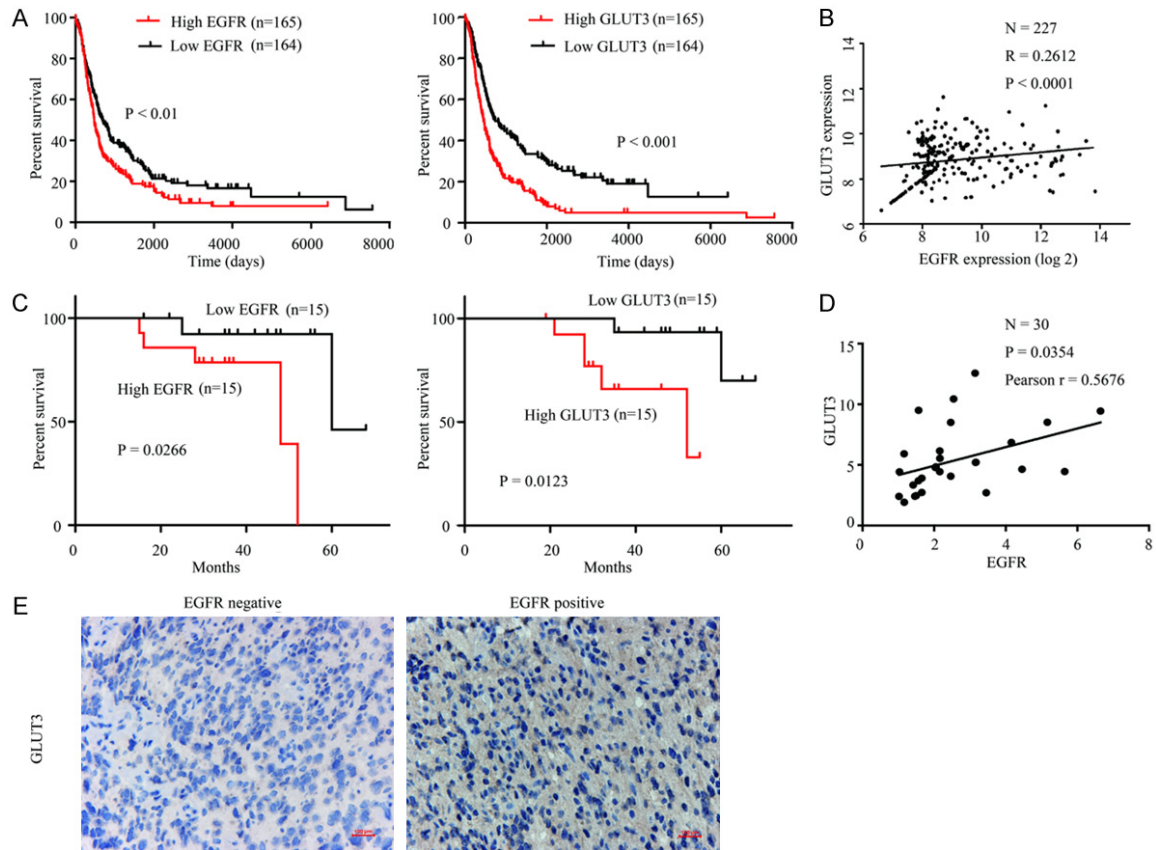 A
High EGFR (n=165)
Low EGFR (n=164)
P < 0.01
Percent survival
100
80
60
40
20
0
0 2000 4000 6000 8000
Time (days)
High GLUT3 (n=165)
Low GLUT3 (n=164)
P < 0.001
Percent survival
100
80
60
40
20
0
0 2000 4000 6000 8000
Time (days)
B
N = 227
R = 0.2612
P < 0.0001
GLUT3 expression
14
12
10
8
6
6 8 10 12 14
EGFR expression (log 2)
C
Low EGFR (n=15)
High EGFR (n=15)
P = 0.0266
Percent survival
100
50
0
0 20 40 60
Months
Low GLUT3 (n=15)
High GLUT3 (n=15)
P = 0.0123
Percent survival
100
50
0
0 20 40 60
Months
D
N = 30
P = 0.0354
Pearson r = 0.5676
GLUT3
15
10
5
0
0 2 4 6 8
EGFR
E
EGFR negative
EGFR positive
GLUT3